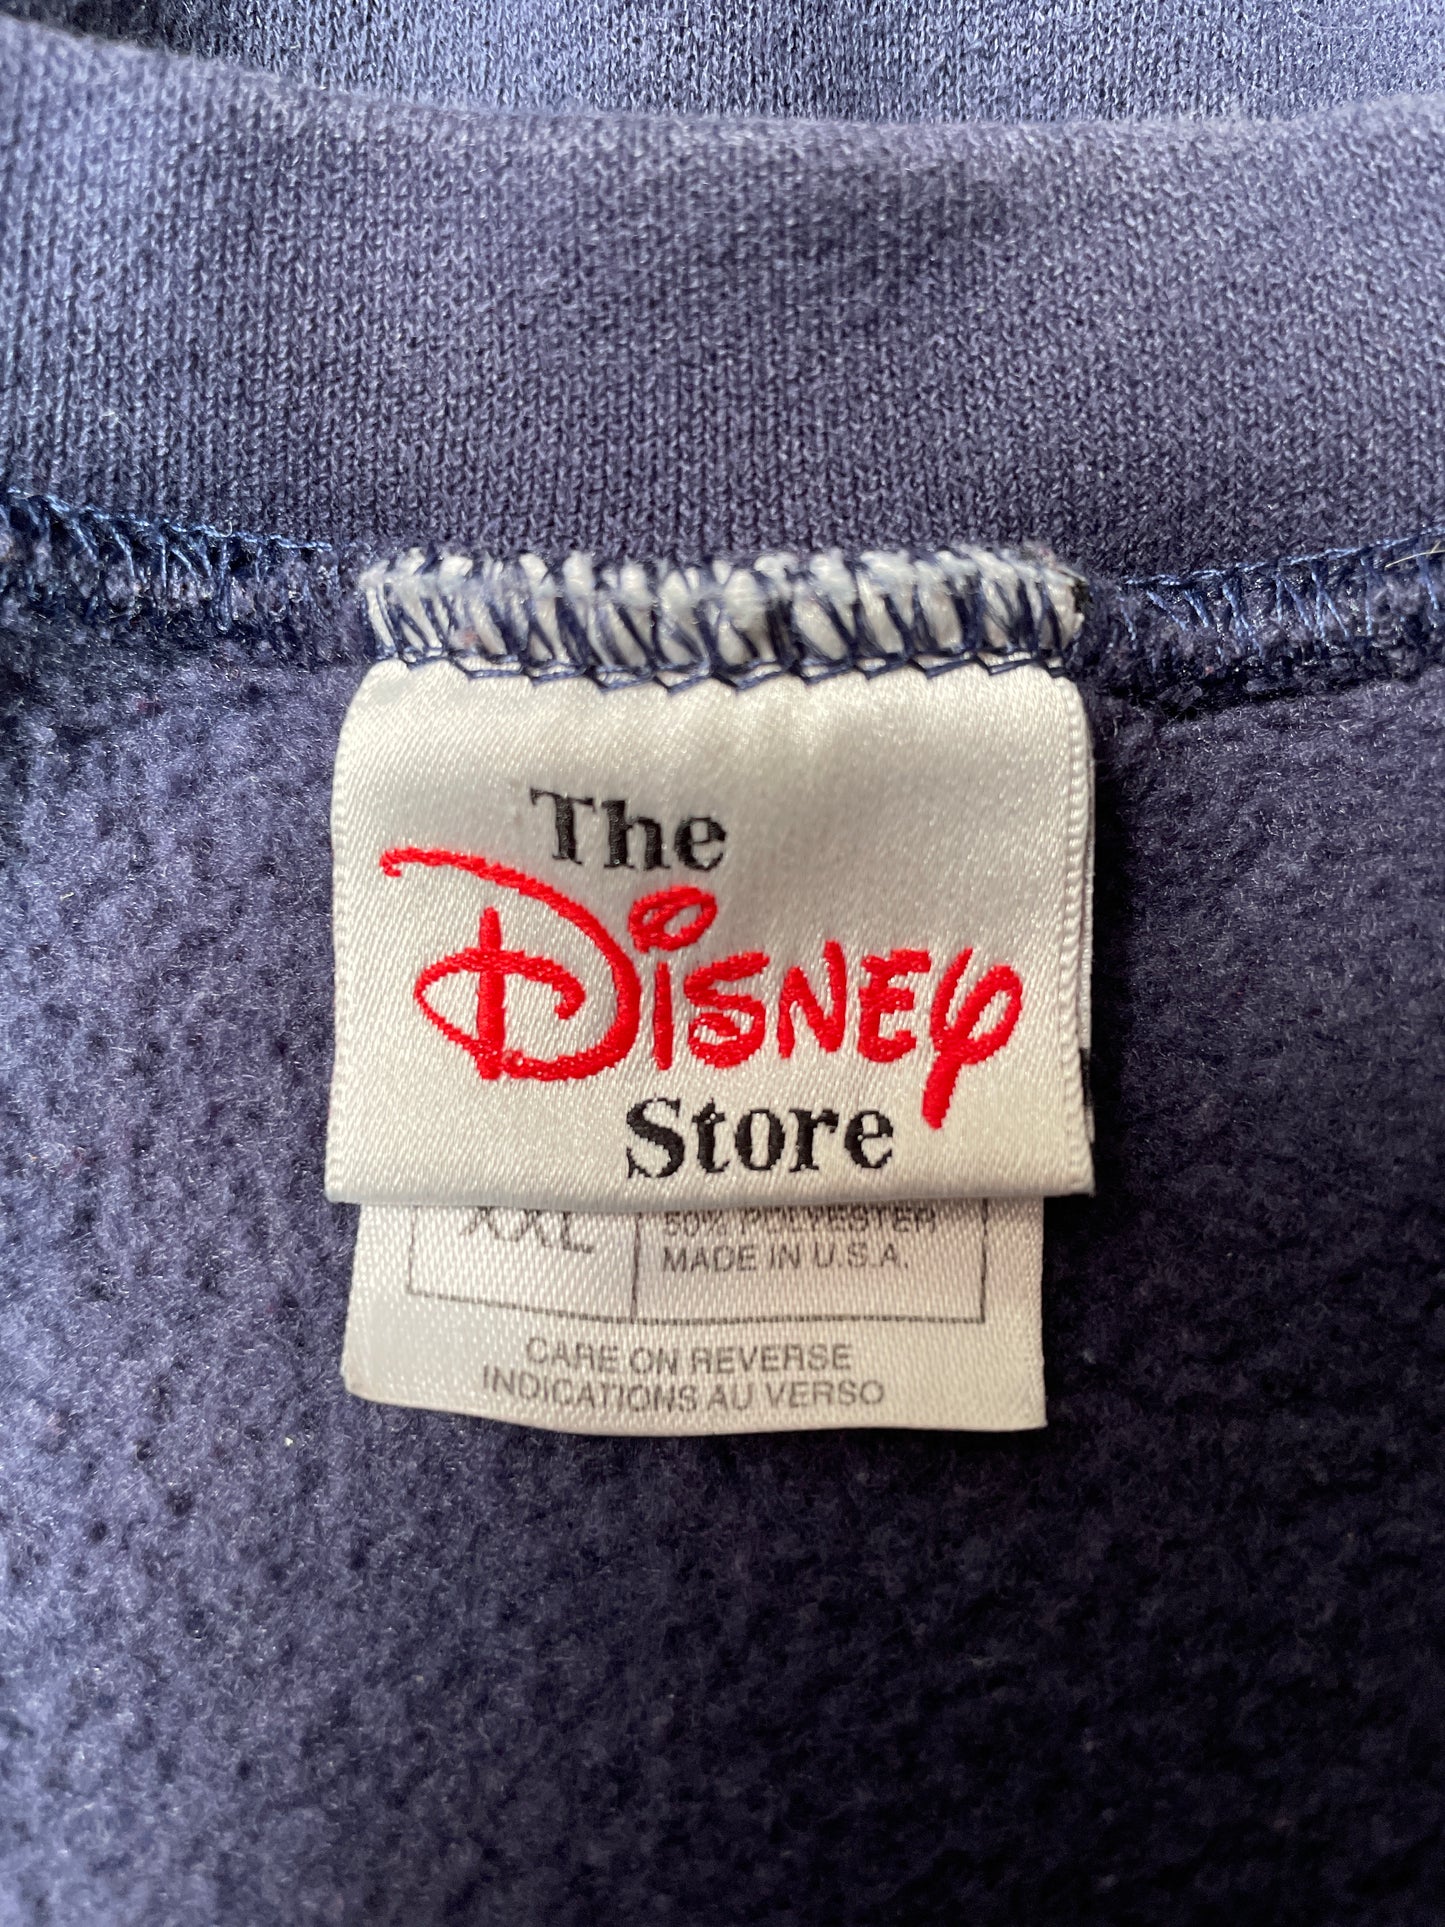 The
Disney
Store
XXL
50% POLYESTER
MADE IN U.S.A.
CARE ON REVERSE
INDICATIONS AU VERSO